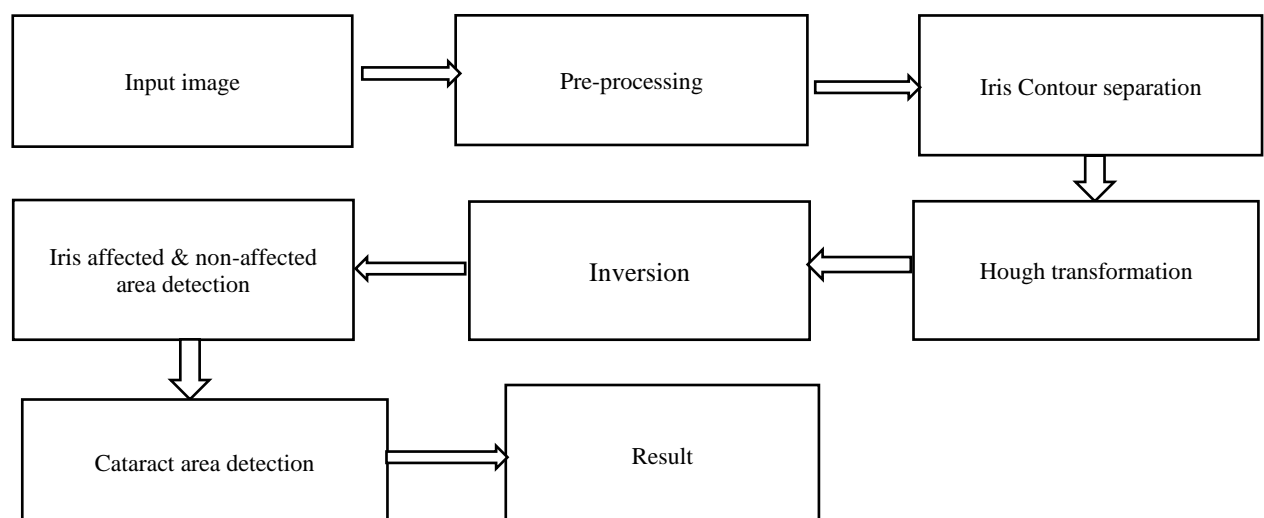 Input image
Pre-processing
Iris Contour separation
Hough transformation
Inversion
Iris affected & non-affected
area detection
Cataract area detection
Result